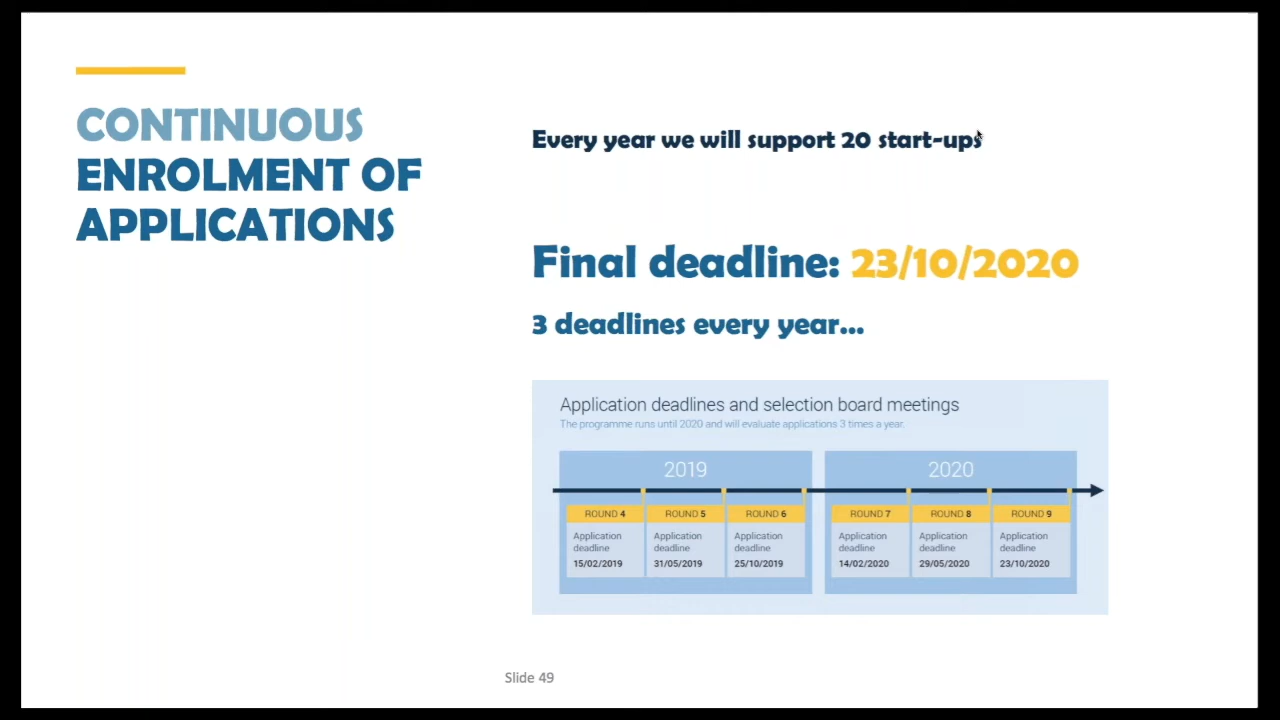 CONTINUOUS
ENROLMENT OF
APPLICATIONS
Every year we will support 20 start-ups
Final deadline: 23/10/2020
3 deadlines every year...
Application deadlines and selection board meetings
The programme runs until 2020 and will evaluate applications 3 times a year.
2019
ROUND 4
Application
deadline
15/02/2019
ROUND 5
Application
deadline
31/05/2019
ROUND 6
Application
deadline
25/10/2019
2020
ROUND 7
Application
deadline
14/02/2020
ROUND 8
Application
deadline
29/05/2020
ROUND 9
Application
deadline
23/10/2020
Slide 49